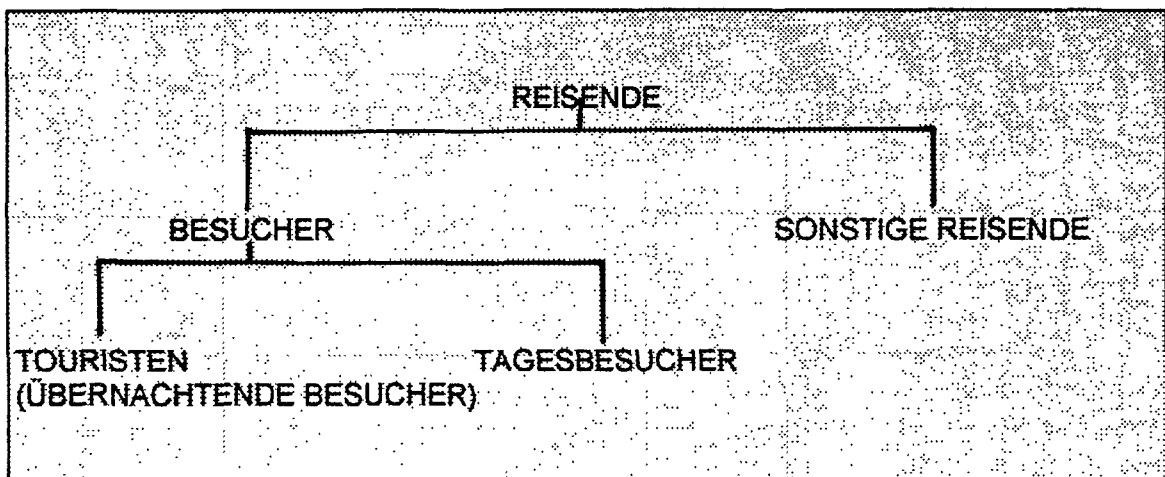 REISENDE
BESUCHER
SONSTIGE REISENDE
TOURISTEN
(ÜBERNACHTENDE BESUCHER)
TAGESBESUCHER